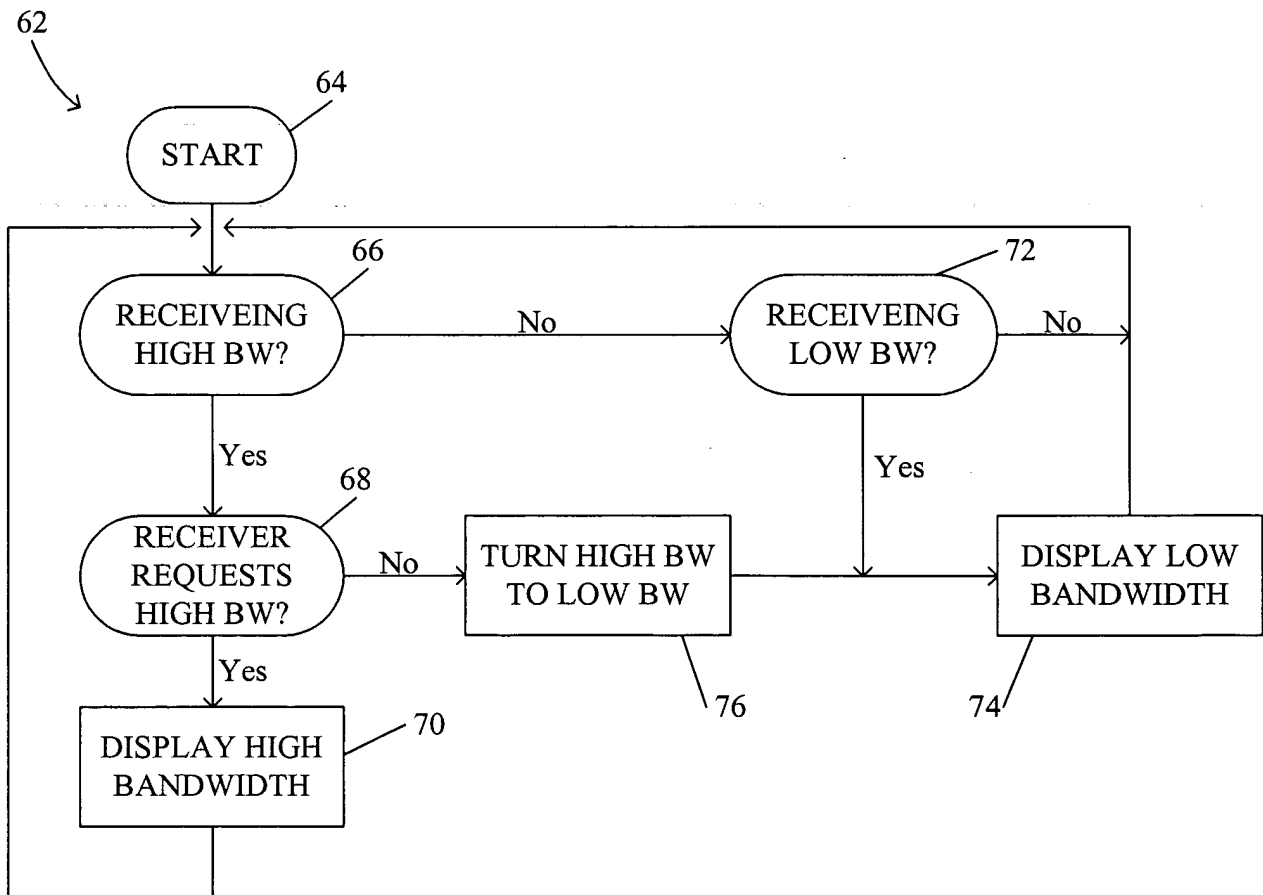 62
64
START
66
RECEIVEING
HIGH BW?
No
72
RECEIVEING
LOW BW?
No
Yes
Yes
68
RECEIVER
REQUESTS
HIGH BW?
No
TURN HIGH BW
TO LOW BW
76
DISPLAY LOW
BANDWIDTH
74
Yes
70
DISPLAY HIGH
BANDWIDTH